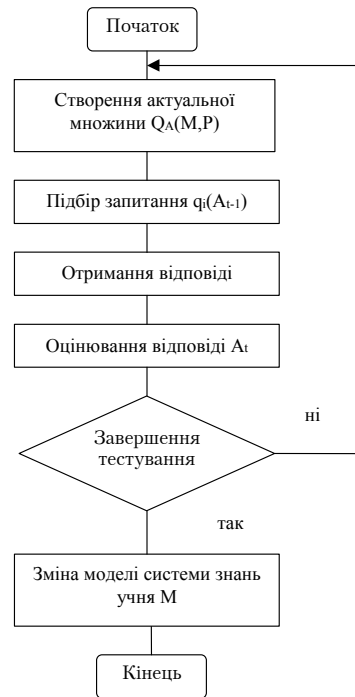 Початок
Створення актуальної
множини QA(M,P)
Підбір запитання qi(At-1)
Отримання відповіді
Оцінювання відповіді At
Завершення
тестування
ні
так
Зміна моделі системи знань
учня М
Кінець